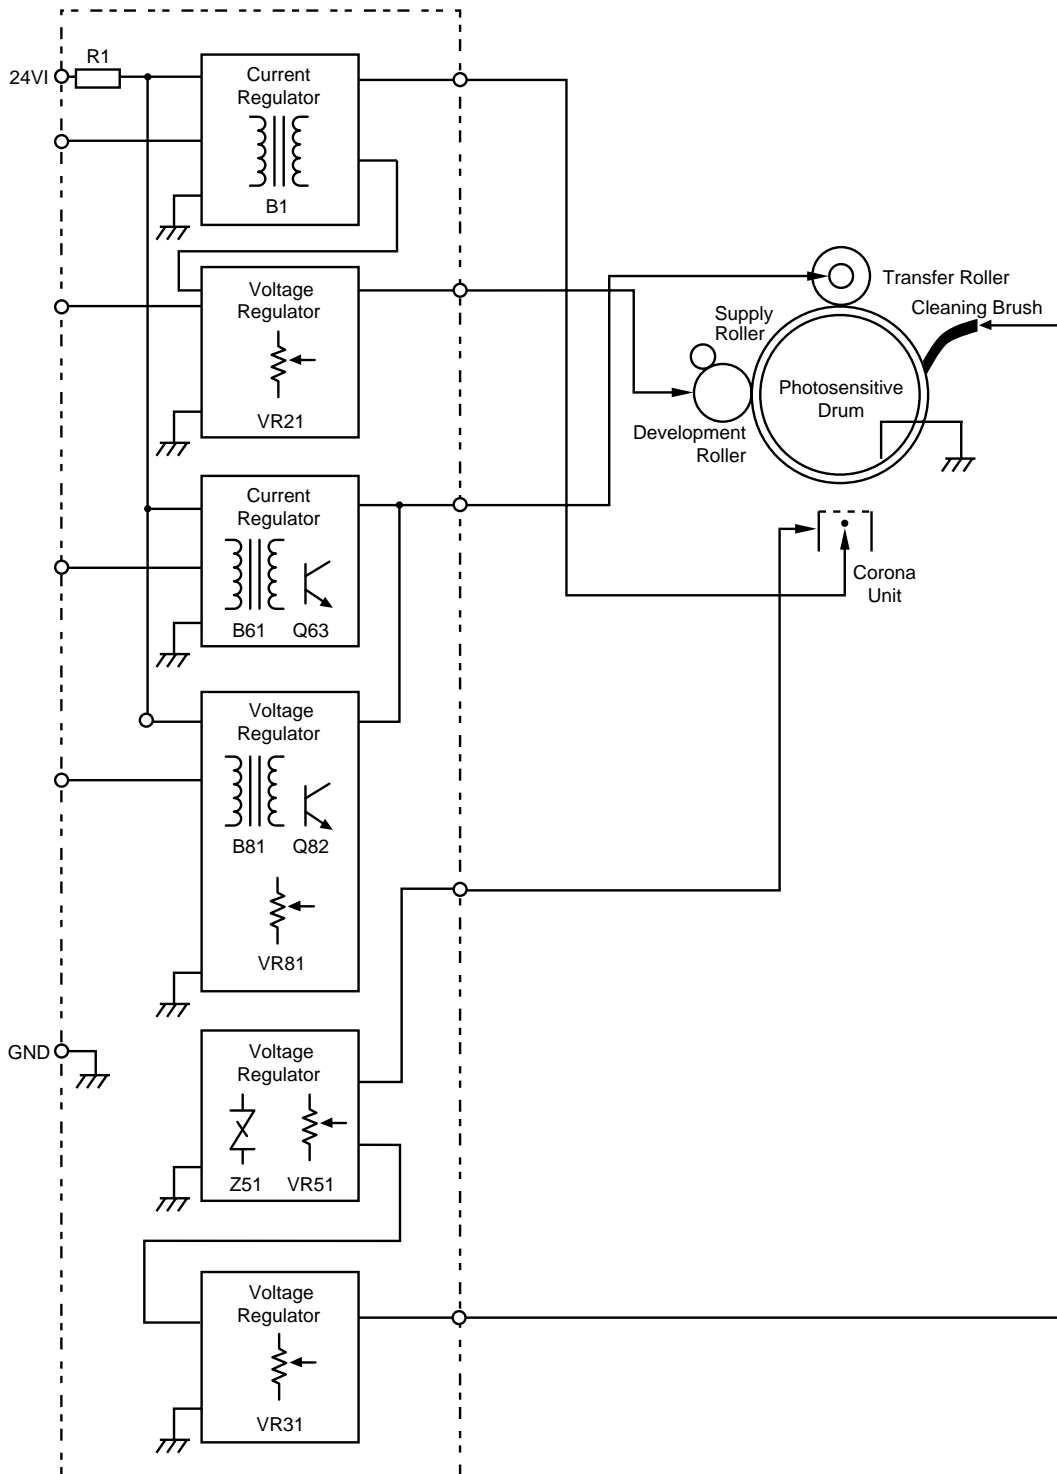 R1
24VI
Current
Regulator
B1
Voltage
Regulator
VR21
Transfer Roller
Cleaning Brush
Supply
Roller
Photosensitive
Drum
Development
Roller
Current
Regulator
B61 Q63
Corona
Unit
Voltage
Regulator
B81 Q82
VR81
GND
Voltage
Regulator
Z51 VR51
Voltage
Regulator
VR31